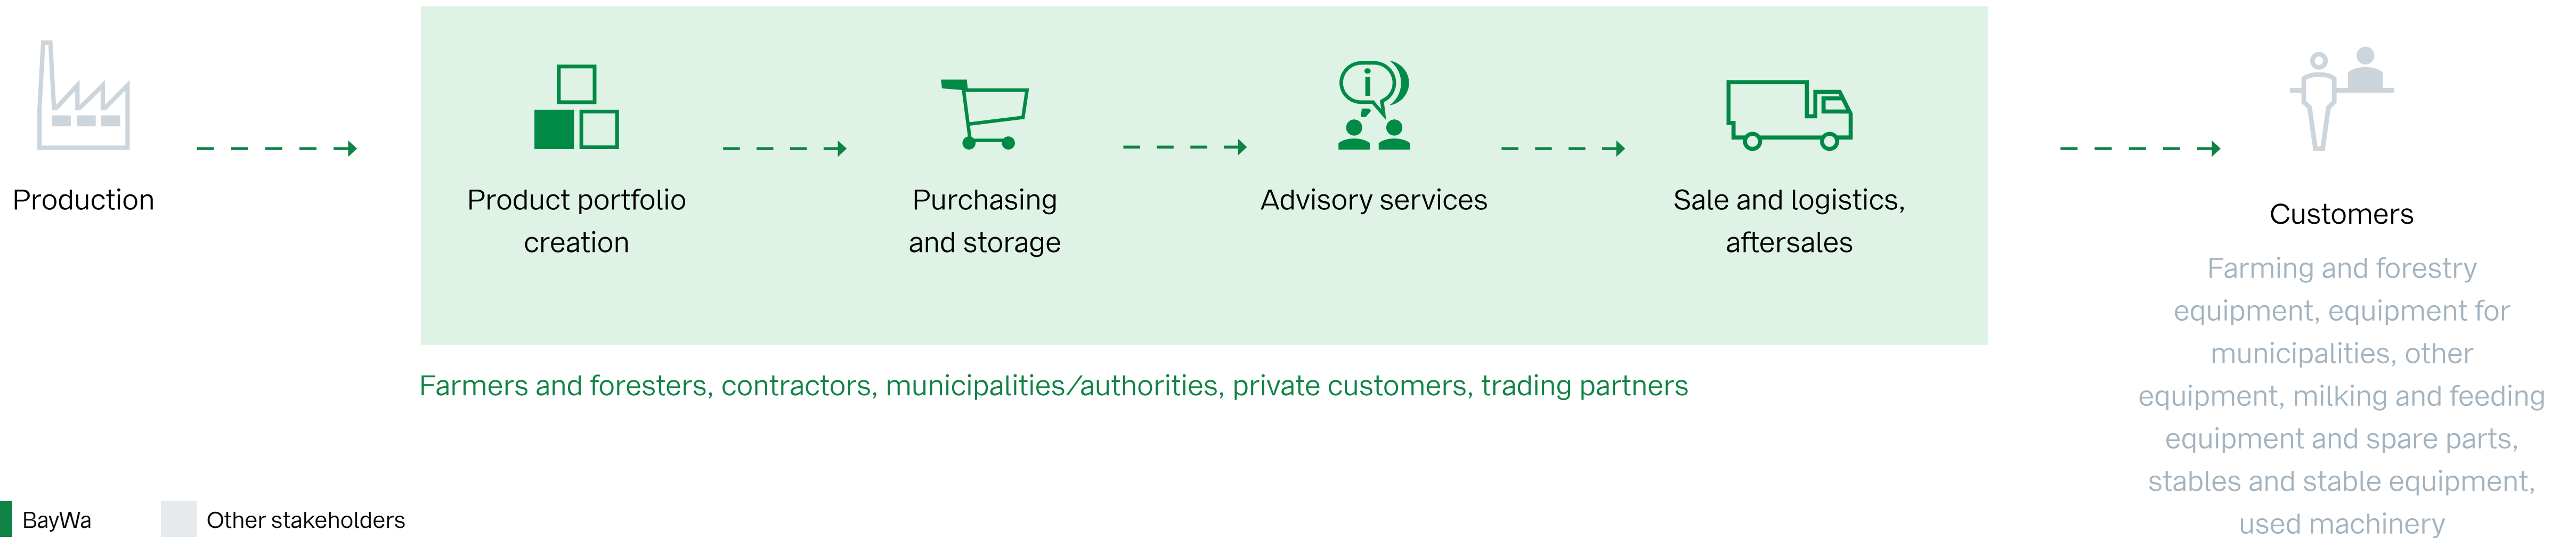 Production
Product portfolio
creation
Purchasing
and storage
Advisory services
Sale and logistics,
aftersales
Customers
Farming and forestry
equipment, equipment for
municipalities, other
equipment, milking and feeding
equipment and spare parts,
stables and stable equipment,
used machinery
Farmers and foresters, contractors, municipalities/authorities, private customers, trading partners
BayWa
Other stakeholders